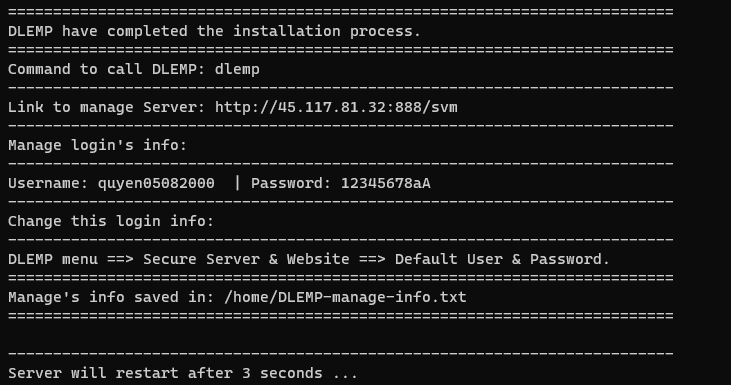 ==========================================================================
DLEMP have completed the installation process.
==========================================================================
Command to call DLEMP: dlemp
--------------------------------------------------------------------------
Link to manage Server: http://45.117.81.32:888/svm
--------------------------------------------------------------------------
Manage login's info:
--------------------------------------------------------------------------
Username: quyen05082000  | Password: 12345678aA
--------------------------------------------------------------------------
Change this login info:
--------------------------------------------------------------------------
DLEMP menu ==> Secure Server & Website ==> Default User & Password.
==========================================================================
Manage's info saved in: /home/DLEMP-manage-info.txt
==========================================================================
--------------------------------------------------------------------------
Server will restart after 3 seconds ...